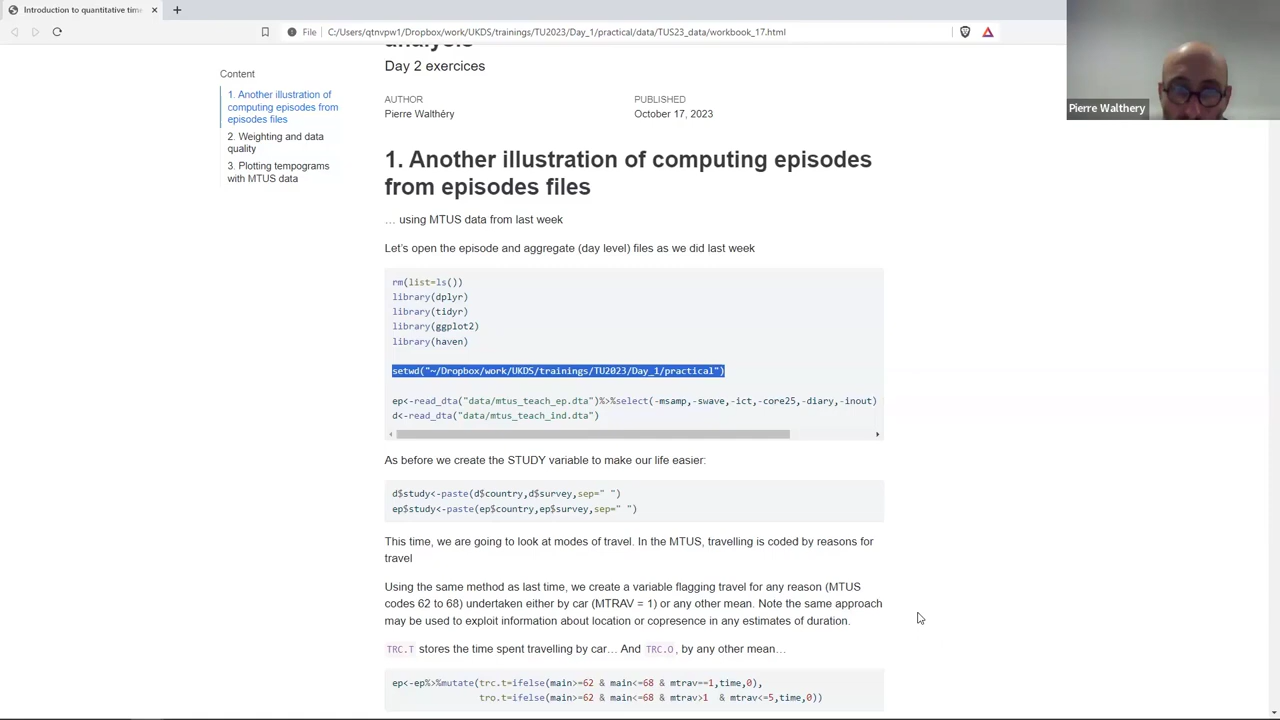 Introduction to quantitative time
File C:/Users/qtnvpw1/Dropbox/work/UKDS/trainings/TU2023/Day_1/practical/data/TUS23_data/workbook_17.html
Pierre Walthery
Content
1. Another illustration of
computing episodes from
episodes files
2. Weighting and data
quality
3. Plotting tempograms
with MTUS data
analysis
Day 2 exercices
AUTHOR
PUBLISHED
Pierre Walthéry
October 17, 2023
1. Another illustration of computing episodes
from episodes files
… using MTUS data from last week
Let’s open the episode and aggregate (day level) files as we did last week
rm(list=ls())
library(dplyr)
library(tidyr)
library(ggplot2)
library(haven)
setwd("~/Dropbox/work/UKDS/trainings/TU2023/Day_1/practical")
ep<-read_dta("data/mtus_teach_ep.dta")%>%select(-msamp,-swave,-ict,-core25,-diary,-inout)
d<-read_dta("data/mtus_teach_ind.dta")
As before we create the STUDY variable to make our life easier:
d$study<-paste(d$country,d$survey,sep=" ")
ep$study<-paste(ep$country,ep$survey,sep=" ")
This time, we are going to look at modes of travel. In the MTUS, travelling is coded by reasons for
travel
Using the same method as last time, we create a variable flagging travel for any reason (MTUS
codes 62 to 68) undertaken either by car (MTRAV = 1) or any other mean. Note the same approach
may be used to exploit information about location or copresence in any estimates of duration.
TRC.T stores the time spent travelling by car… And TRC.O, by any other mean…
ep<-ep%>%mutate(trc.t=ifelse(main>=62 & main<=68 & mtrav==1,time,0),
tro.t=ifelse(main>=62 & main<=68 & mtrav>1 & mtrav<=5,time,0))